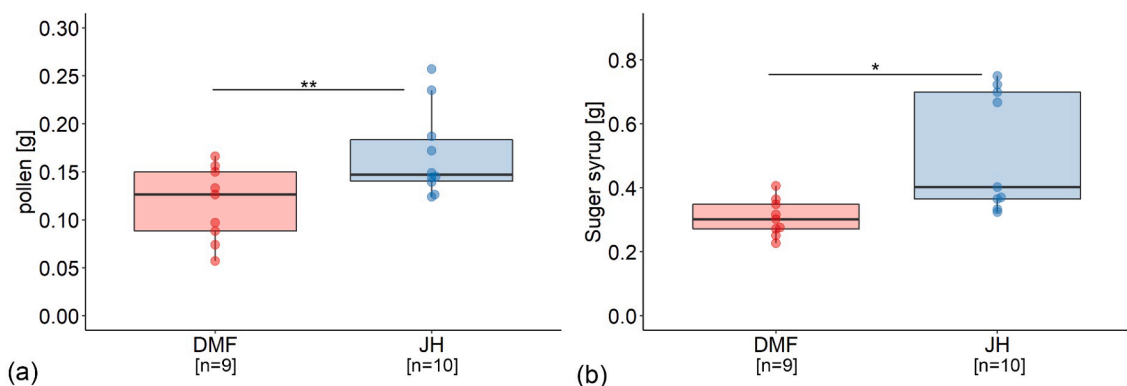 pollen [g]
0.30
0.25
0.20
0.15
0.10
0.05
0.00
**
DMF
[n=9]
JH
[n=10]
(a)
Suger syrup [g]
0.8
0.6
0.4
0.2
0.0
*
DMF
[n=9]
JH
[n=10]
(b)